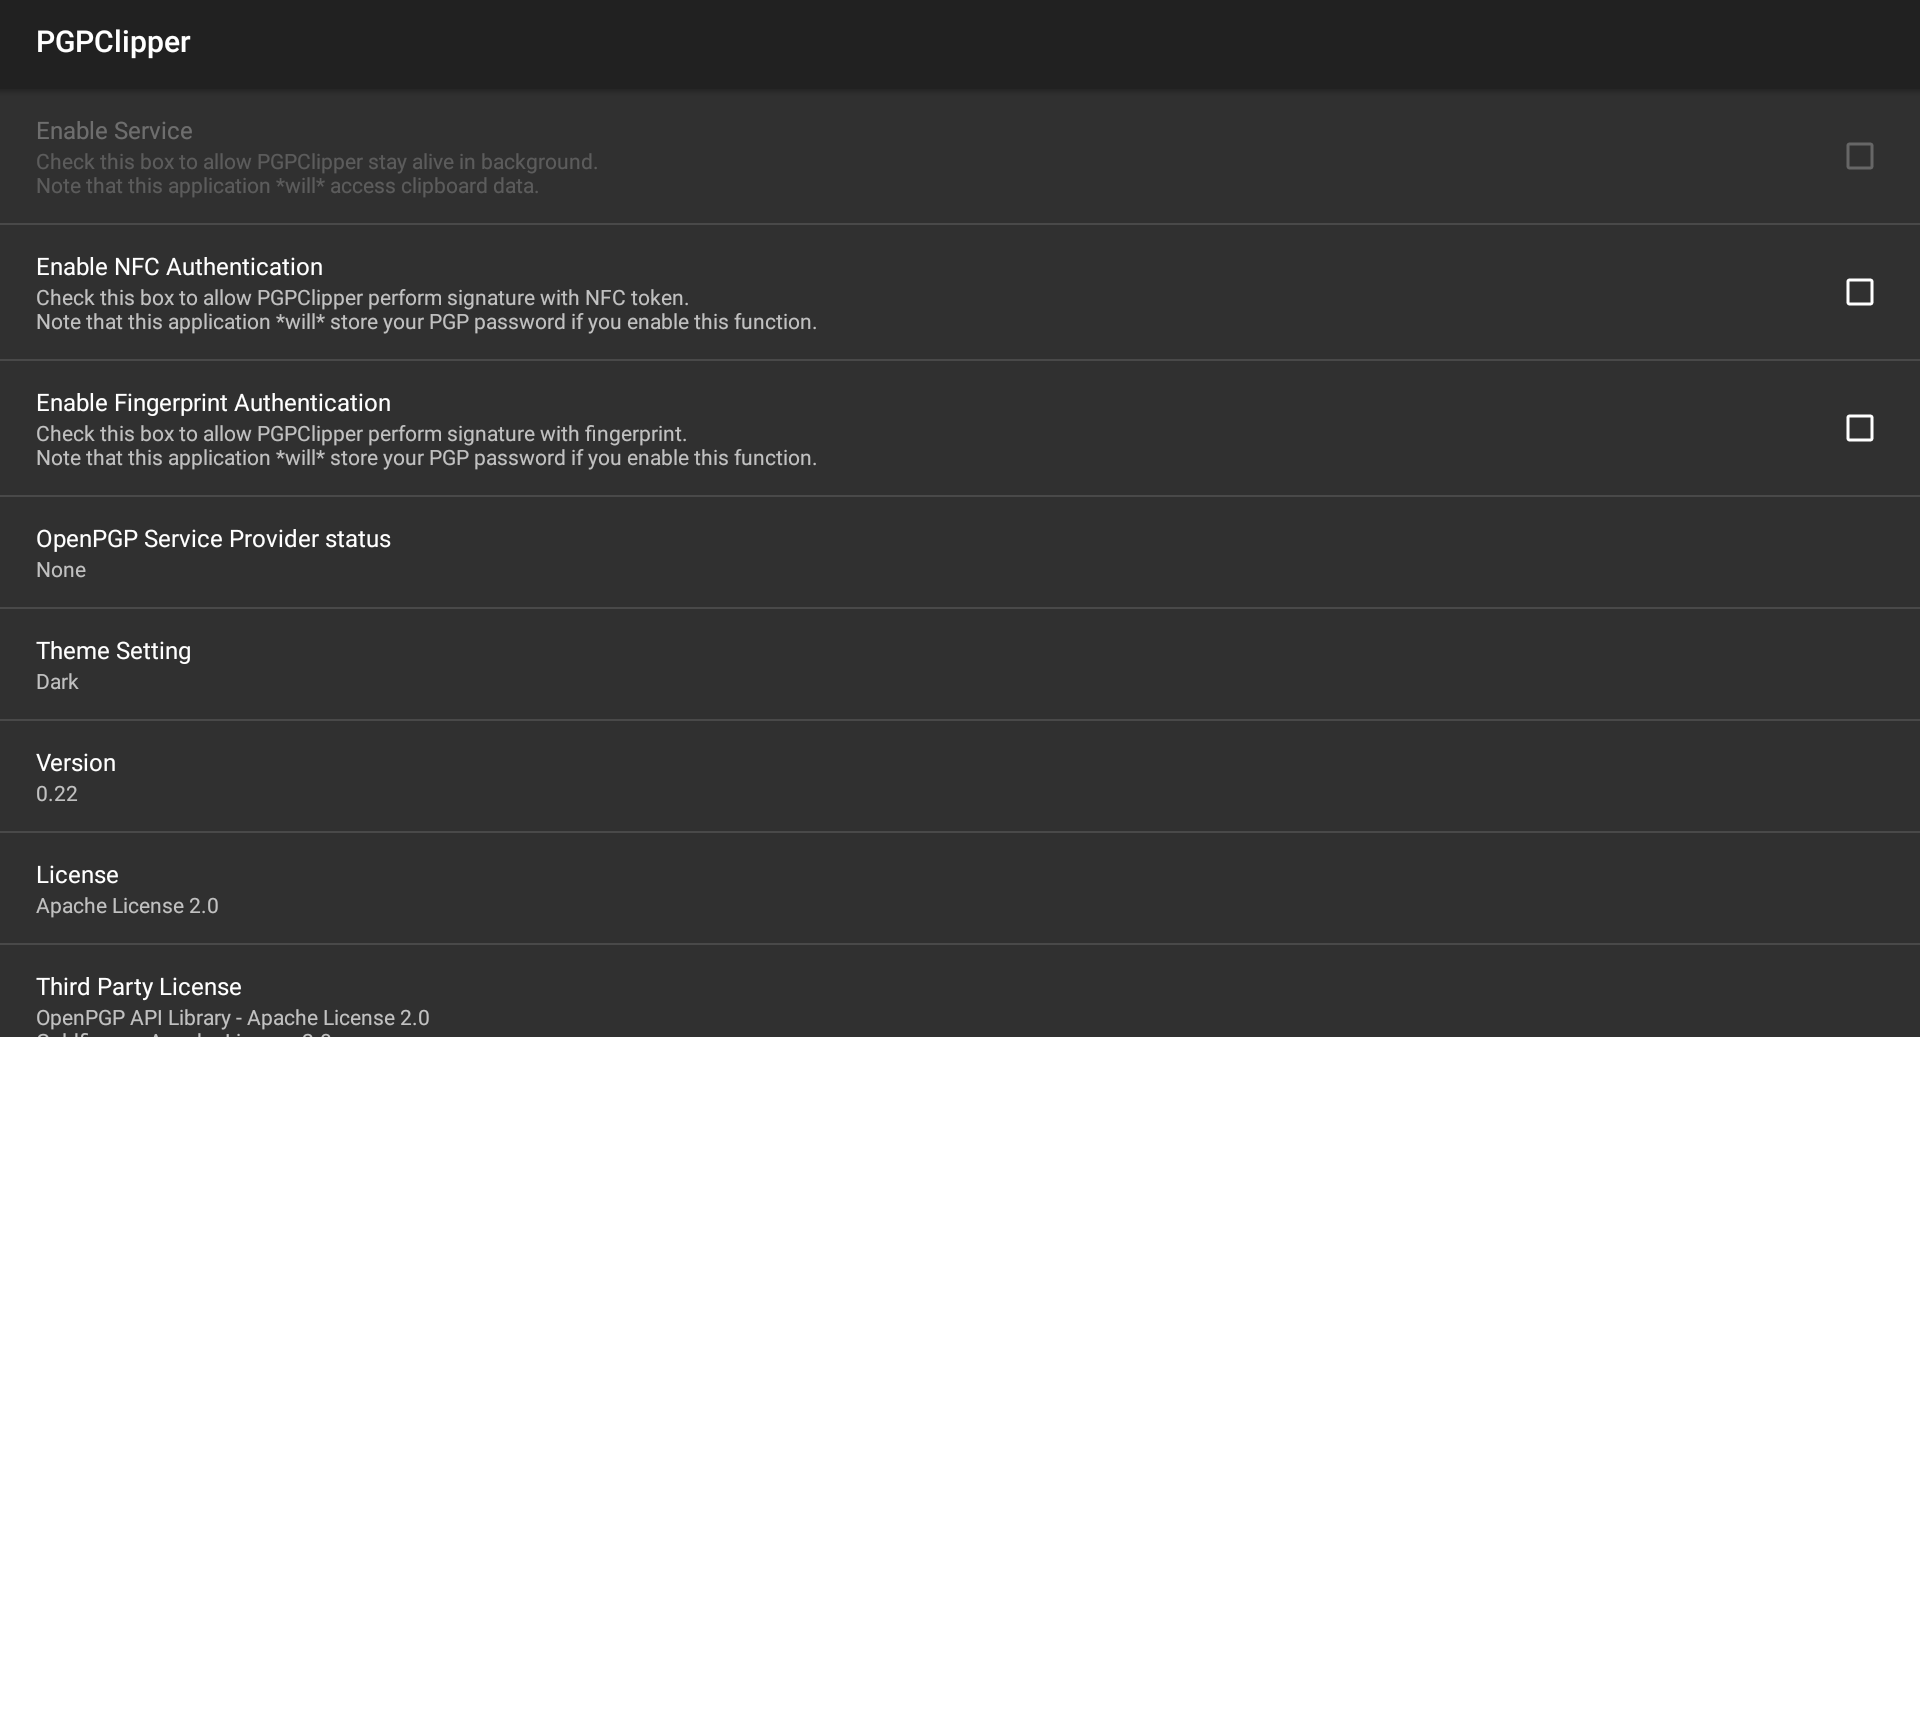 PGPClipper
Enable Service
Check this box to allow PGPClipper stay alive in background.
Note that this application *will* access clipboard data.
Enable NFC Authentication
Check this box to allow PGPClipper perform signature with NFC token.
Note that this application *will* store your PGP password if you enable this function.
Enable Fingerprint Authentication
Check this box to allow PGPClipper perform signature with fingerprint.
Note that this application *will* store your PGP password if you enable this function.
OpenPGP Service Provider status
None
Theme Setting
Dark
Version
0.22
License
Apache License 2.0
Third Party License
OpenPGP API Library - Apache License 2.0